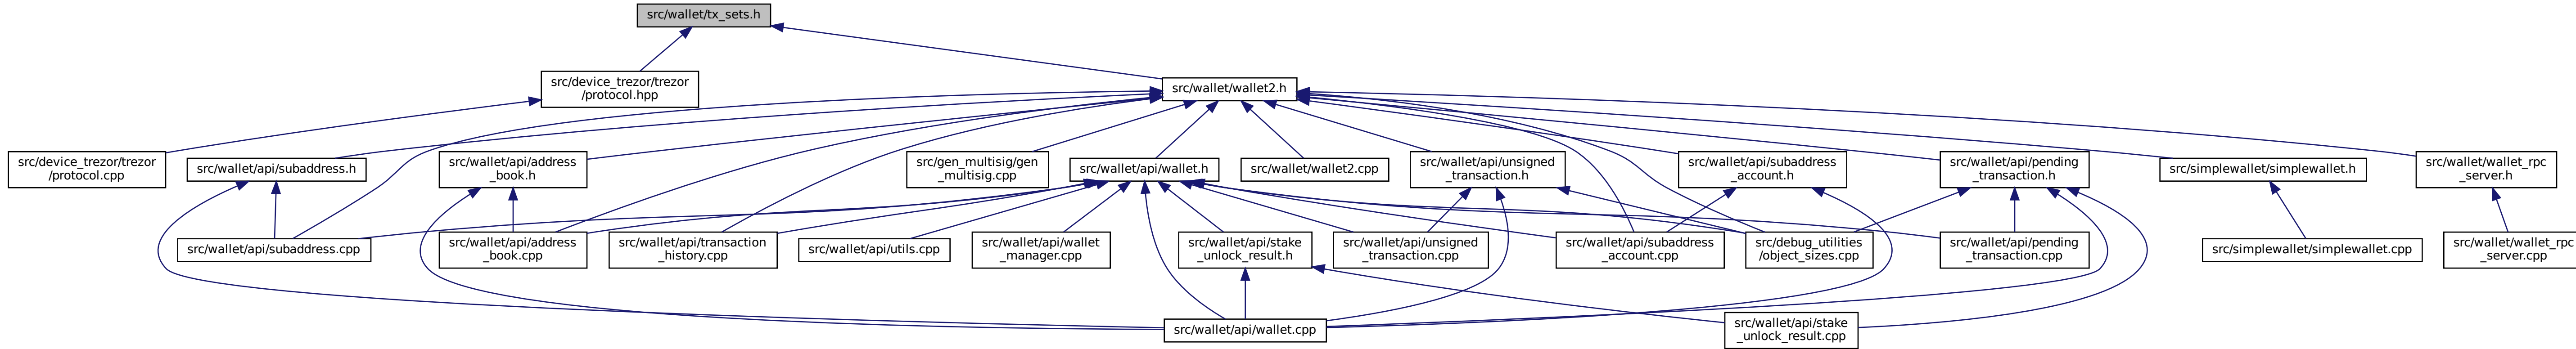 src/wallet/tx_sets.h
src/device_trezor/trezor
/protocol.hpp
src/wallet/wallet2.h
src/device_trezor/trezor
/protocol.cpp
src/wallet/api/subaddress.h
src/wallet/api/address
_book.h
src/gen_multisig/gen
_multisig.cpp
src/wallet/api/wallet.h
src/wallet/wallet2.cpp
src/wallet/api/unsigned
_transaction.h
src/wallet/api/subaddress
_account.h
src/wallet/api/pending
_transaction.h
src/simplewallet/simplewallet.h
src/wallet/wallet_rpc
_server.h
src/wallet/api/subaddress.cpp
src/wallet/api/address
_book.cpp
src/wallet/api/transaction
_history.cpp
src/wallet/api/utils.cpp
src/wallet/api/wallet
_manager.cpp
src/wallet/api/stake
_unlock_result.h
src/wallet/api/unsigned
_transaction.cpp
src/wallet/api/subaddress
_account.cpp
src/debug_utilities
/object_sizes.cpp
src/wallet/api/pending
_transaction.cpp
src/simplewallet/simplewallet.cpp
src/wallet/wallet_rpc
_server.cpp
src/wallet/api/wallet.cpp
src/wallet/api/stake
_unlock_result.cpp